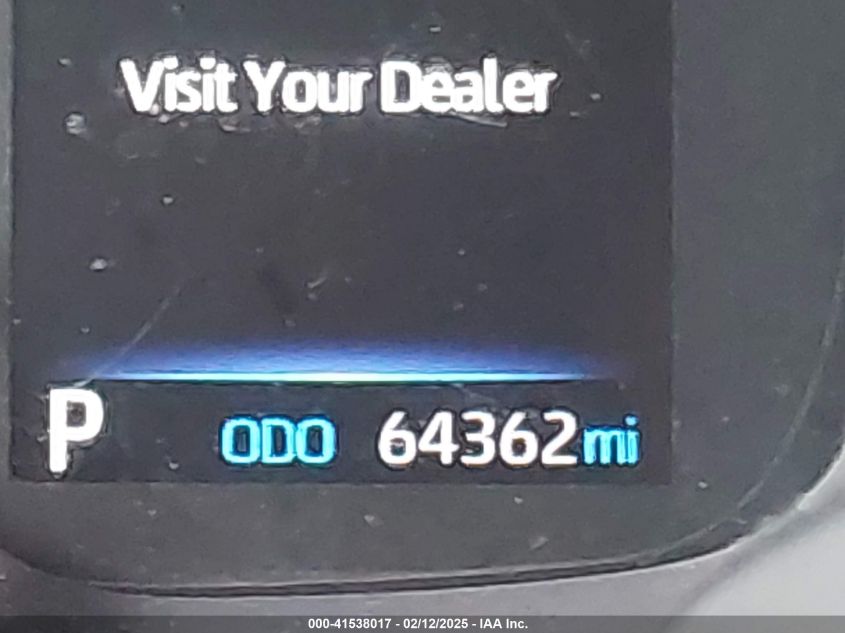 Visit Your Dealer
P ODO 64362mi
000-41538017 - 02/12/2025 - IAA Inc.